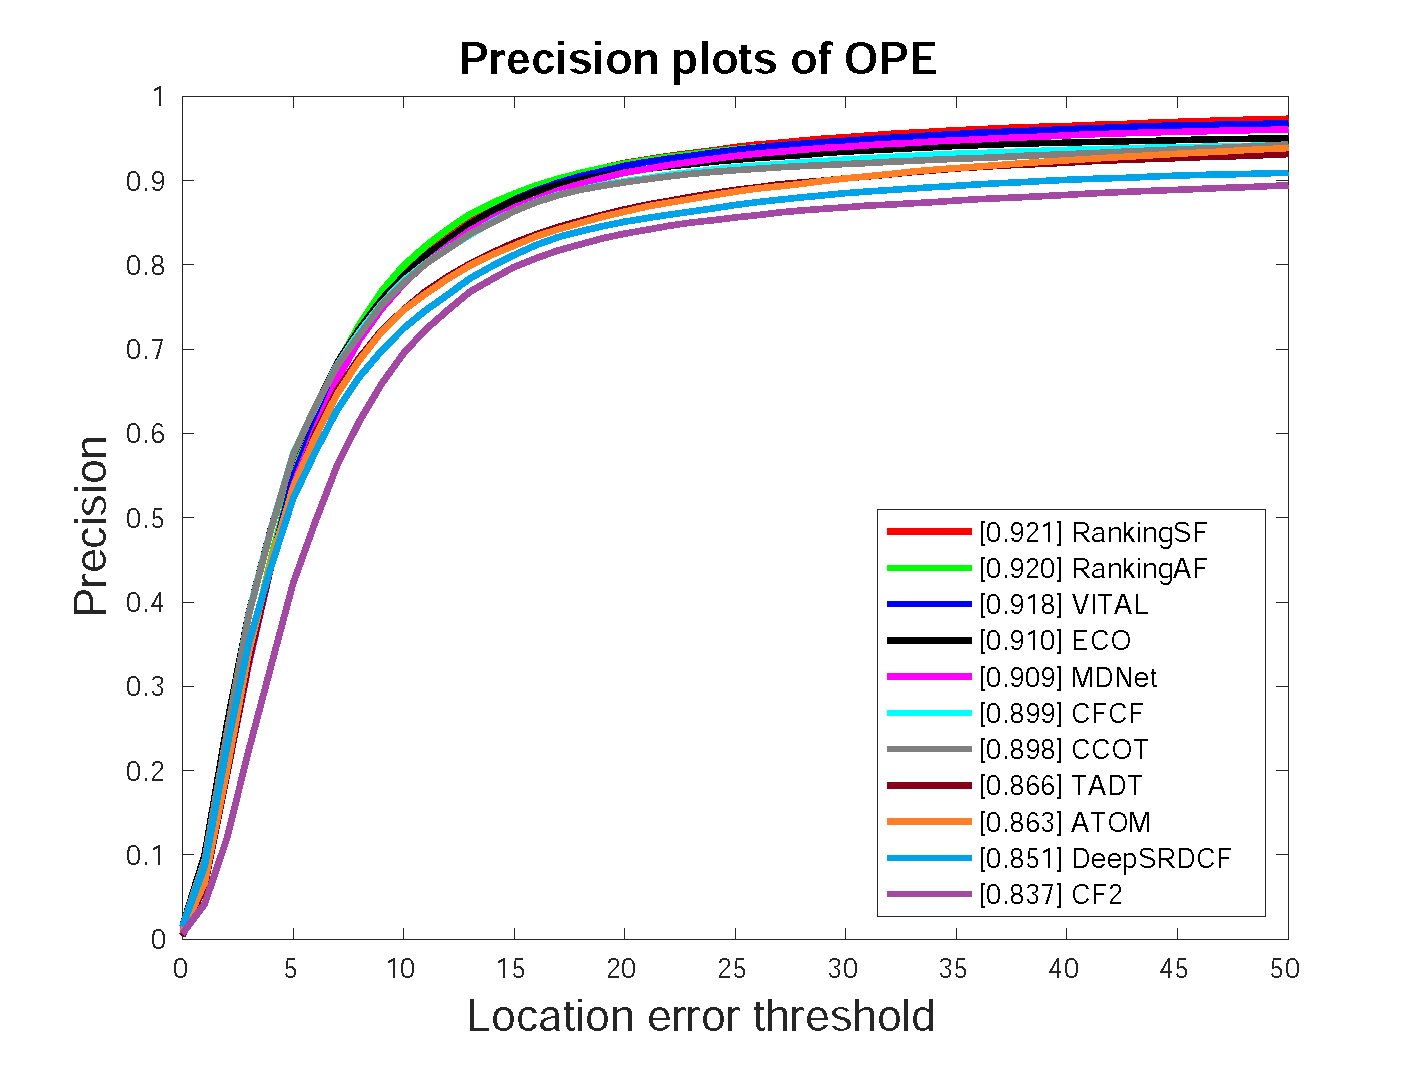 Precision plots of OPE
1
0.9
0.8
0.7
0.6
0.5
0.4
0.3
0.2
0.1
0
Precision
[0.921] RankingSF
[0.920] RankingAF
[0.918] VITAL
[0.910] ECO
[0.909] MDNet
[0.899] CFCF
[0.898] CCOT
[0.866] TADT
[0.863] ATOM
[0.851] DeepSRDCF
[0.837] CF2
0 5 10 15 20 25 30 35 40 45 50
Location error threshold